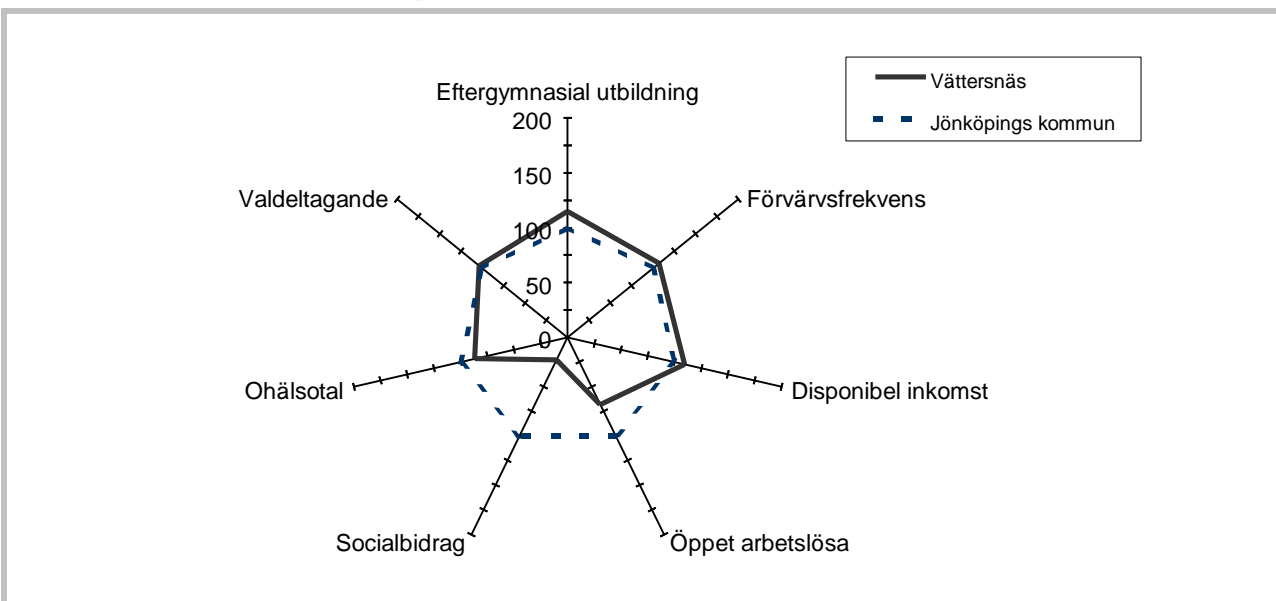 Vättersnäs
Jönköpings kommun
Eftergymnasial utbildning
200
150
100
50
0
Valdeltagande
Förvärvsfrekvens
Ohälsotal
Disponibel inkomst
Socialbidrag
Öppet arbetslösa